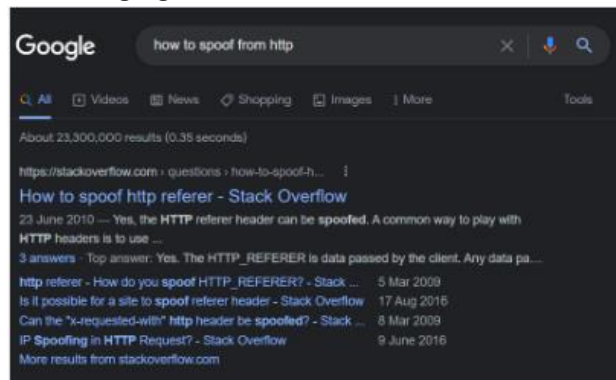 Google how to spoof from http
All Videos News Shopping Images More Tools
About 23,300,000 results (0.35 seconds)
https://stackoverflow.com › questions › how-to-spoof-h...
How to spoof http referer - Stack Overflow
23 June 2010 — Yes, the HTTP referer header can be spoofed. A common way to play with
HTTP headers is to use ...
3 answers · Top answer: Yes. The HTTP_REFERER is data passed by the client. Any data pa...
http referer - How do you spoof HTTP_REFERER? - Stack ... 5 Mar 2009
Is it possible for a site to spoof referer header - Stack Overflow 17 Aug 2016
Can the "x-requested-with" http header be spoofed? - Stack ... 8 Mar 2009
IP Spoofing in HTTP Request? - Stack Overflow 9 June 2016
More results from stackoverflow.com